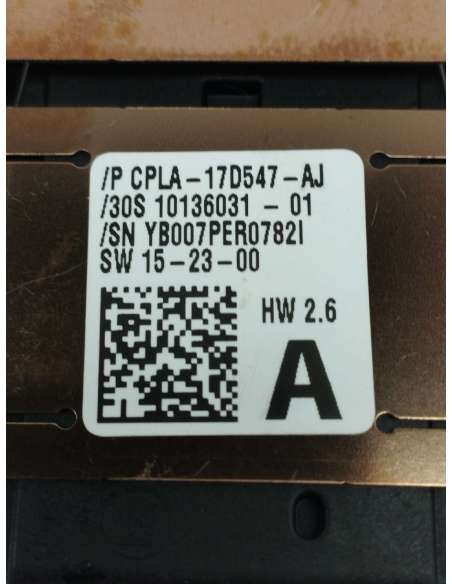 /P CPLA-17D547-AJ
/30S 10136031 - 01
/SN YB007PER0782I
SW 15-23-00
HW 2.6
A